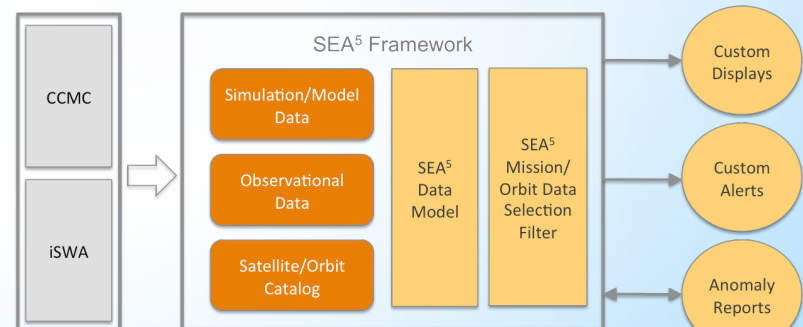 SEA⁵ Framework
CCMC
iSWA
Simulation/Model
Data
Observational
Data
Satellite/Orbit
Catalog
SEA⁵
Data
Model
SEA⁵
Mission/
Orbit Data
Selection
Filter
Custom
Displays
Custom
Alerts
Anomaly
Reports